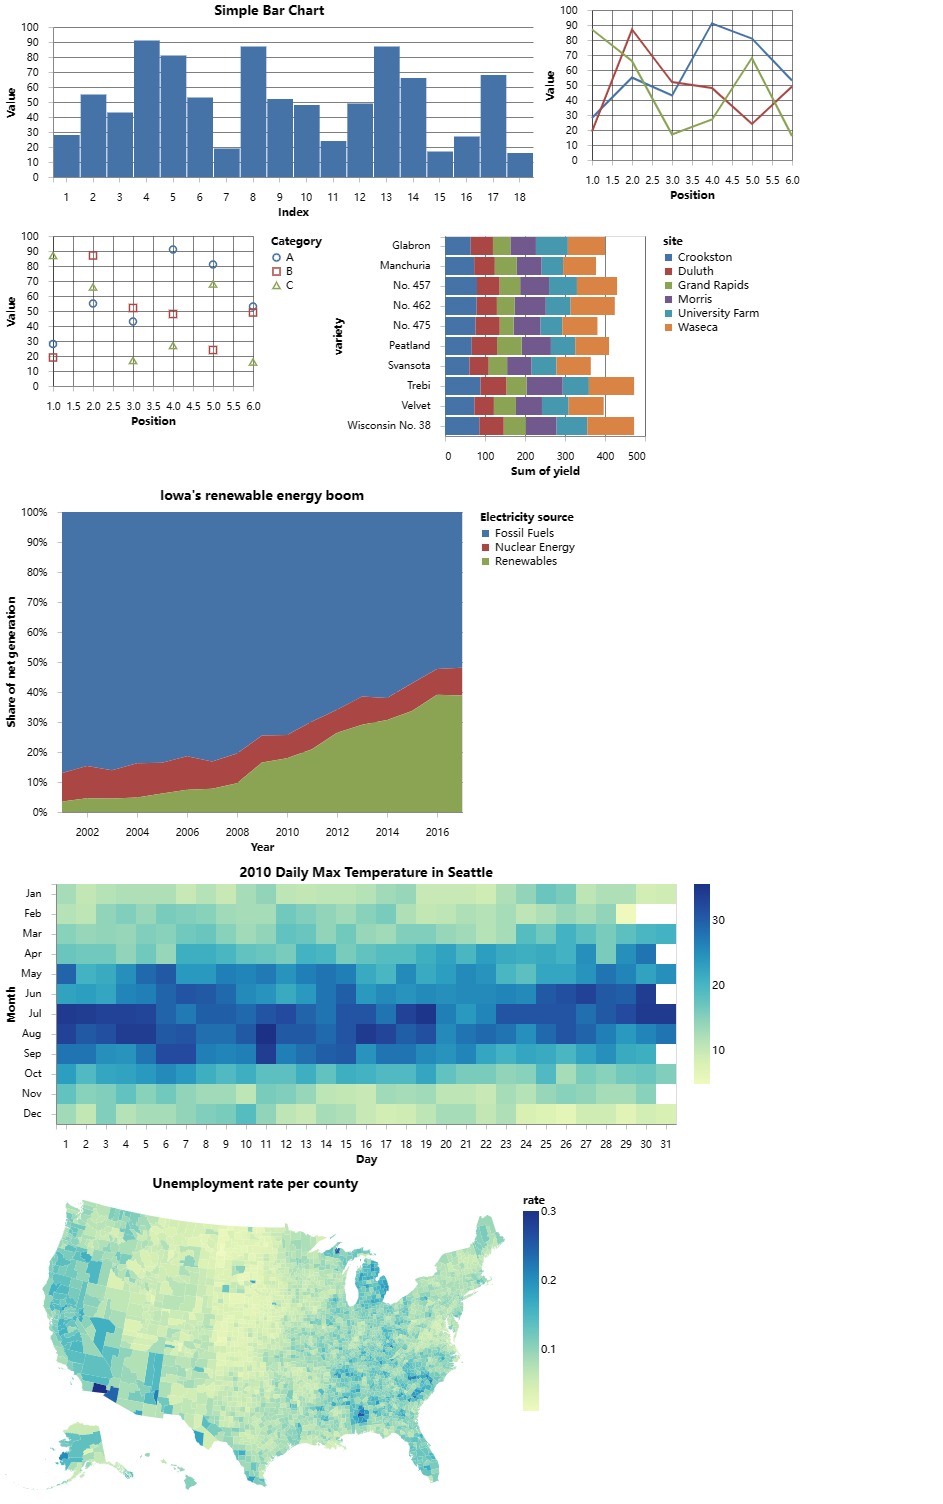 Simple Bar Chart
100
90
80
70
60
50
40
30
20
10
0
Value
1 2 3 4 5 6 7 8 9 10 11 12 13 14 15 16 17 18
Index
100
90
80
70
60
50
40
30
20
10
0
Value
1.0 1.5 2.0 2.5 3.0 3.5 4.0 4.5 5.0 5.5 6.0
Position
100
90
80
70
60
50
40
30
20
10
0
Value
1.0 1.5 2.0 2.5 3.0 3.5 4.0 4.5 5.0 5.5 6.0
Position
Category
A
B
C
variety
Glabron
Manchuria
No. 457
No. 462
No. 475
Peatland
Svansota
Trebi
Velvet
Wisconsin No. 38
0 100 200 300 400 500
Sum of yield
site
Crookston
Duluth
Grand Rapids
Morris
University Farm
Waseca
Iowa's renewable energy boom
100%
90%
80%
70%
60%
50%
40%
30%
20%
10%
0%
Share of net generation
2002 2004 2006 2008 2010 2012 2014 2016
Year
Electricity source
Fossil Fuels
Nuclear Energy
Renewables
2010 Daily Max Temperature in Seattle
Jan
Feb
Mar
Apr
May
Jun
Jul
Aug
Sep
Oct
Nov
Dec
Month
1 2 3 4 5 6 7 8 9 10 11 12 13 14 15 16 17 18 19 20 21 22 23 24 25 26 27 28 29 30 31
Day
30
20
10
Unemployment rate per county
rate
0.3
0.2
0.1